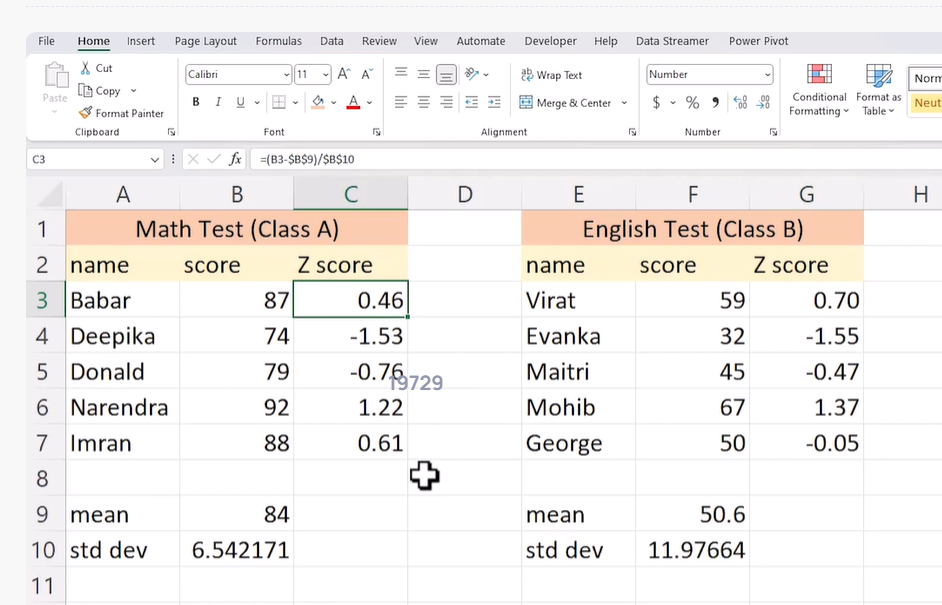 File Home Insert Page Layout Formulas Data Review View Automate Developer Help Data Streamer Power Pivot
Paste
Cut
Copy
Format Painter
Clipboard
Calibri 11 A^ A˅
B I U A
Font
Wrap Text
Merge & Center
Alignment
Number
$ % 9
Number
Conditional Formatting
Format as Table
Norm
Neut
C3 fx =(B3-$B$9)/$B$10
A B C D E F G H
1 Math Test (Class A) English Test (Class B)
2 name score Z score name score Z score
3 Babar 87 0.46 Virat 59 0.70
4 Deepika 74 -1.53 Evanka 32 -1.55
5 Donald 79 -0.76 Maitri 45 -0.47
19729
6 Narendra 92 1.22 Mohib 67 1.37
7 Imran 88 0.61 George 50 -0.05
8
9 mean 84 mean 50.6
10 std dev 6.542171 std dev 11.97664
11